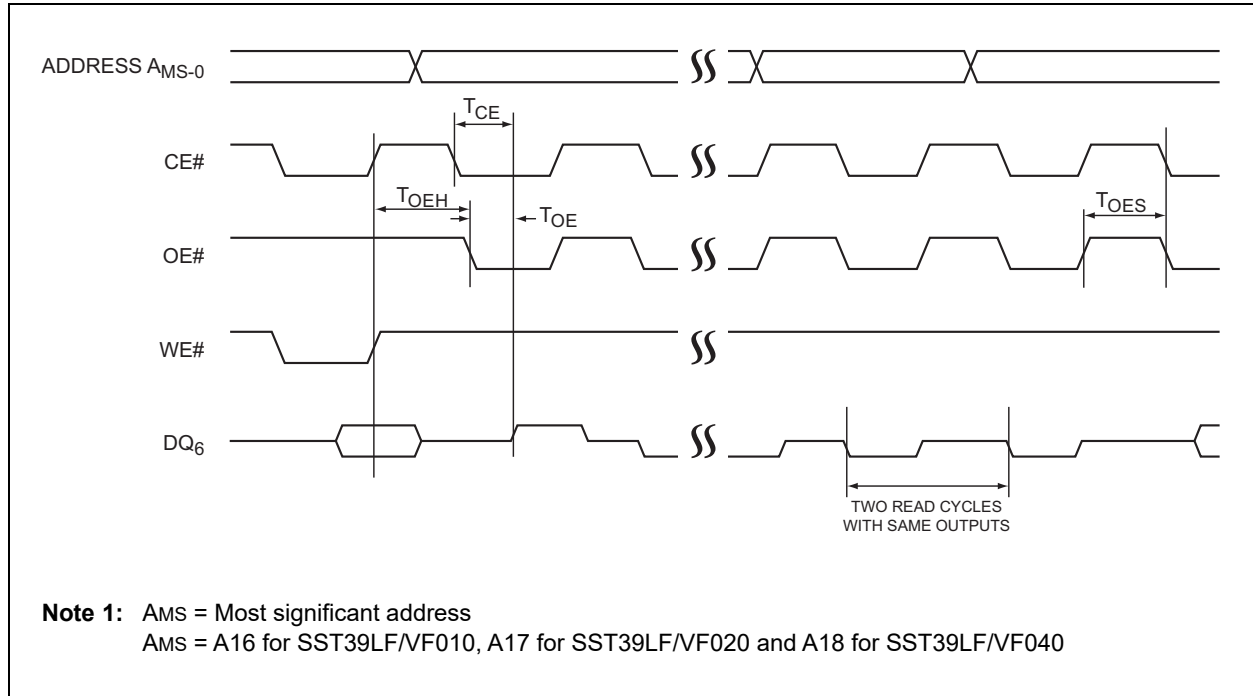 ADDRESS AMS-0
TCE
CE#
TOEH
TOE
TOES
OE#
WE#
DQ6
TWO READ CYCLES
WITH SAME OUTPUTS
Note 1: AMS = Most significant address
AMS = A16 for SST39LF/VF010, A17 for SST39LF/VF020 and A18 for SST39LF/VF040